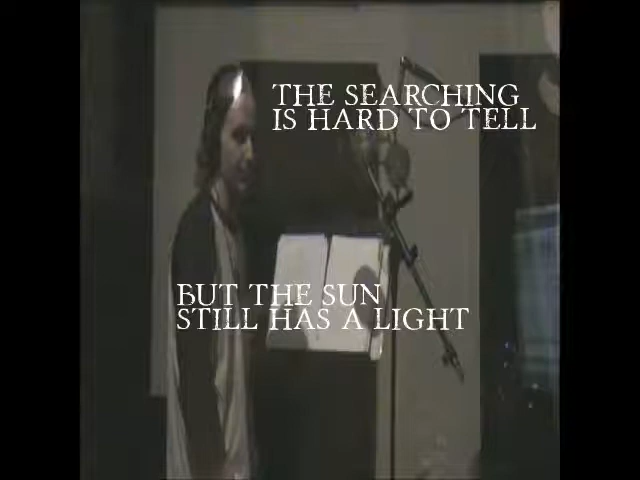 THE SEARCHING
IS HARD TO TELL
BUT THE SUN
STILL HAS A LIGHT